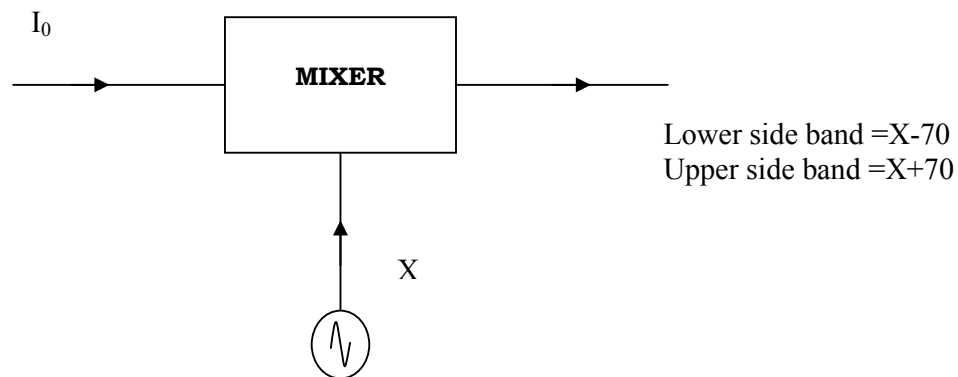 I₀
MIXER
Lower side band =X-70
Upper side band =X+70
X